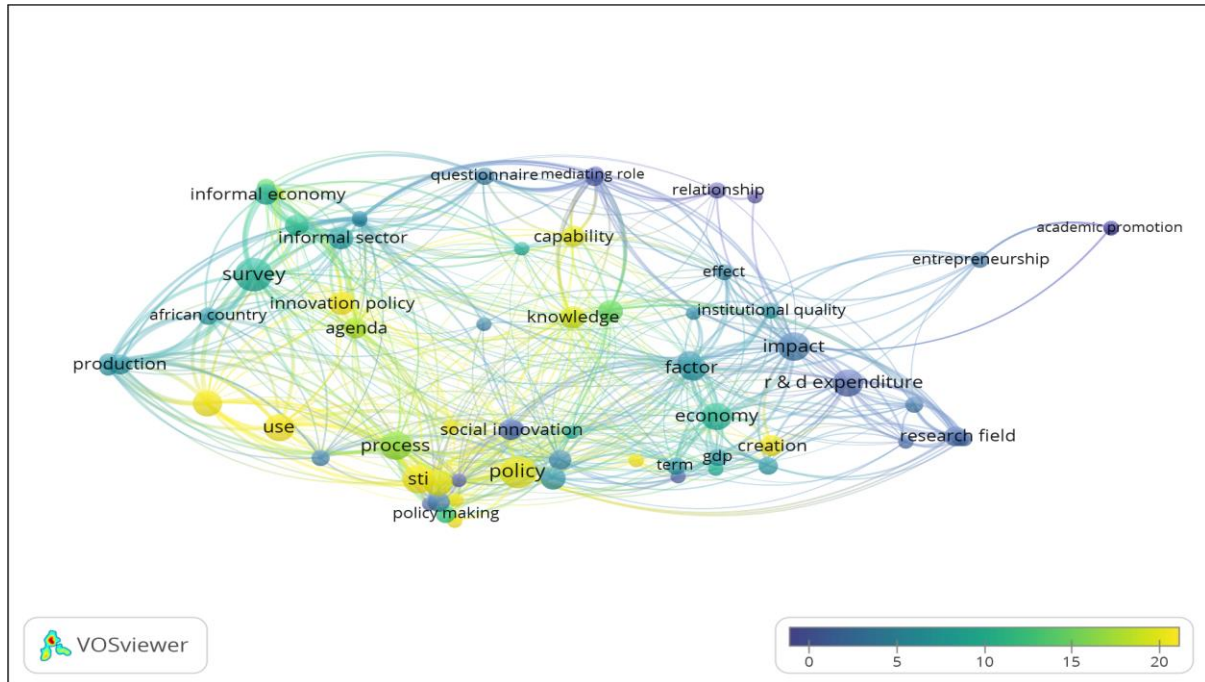 questionnaire
mediating role
relationship
informal economy
academic promotion
informal sector
capability
entrepreneurship
survey
effect
innovation policy
african country
agenda
knowledge
institutional quality
impact
production
factor
r & d expenditure
economy
use
social innovation
process
research field
creation
gdp
term
sti
policy
policy making
VOSviewer
0 5 10 15 20